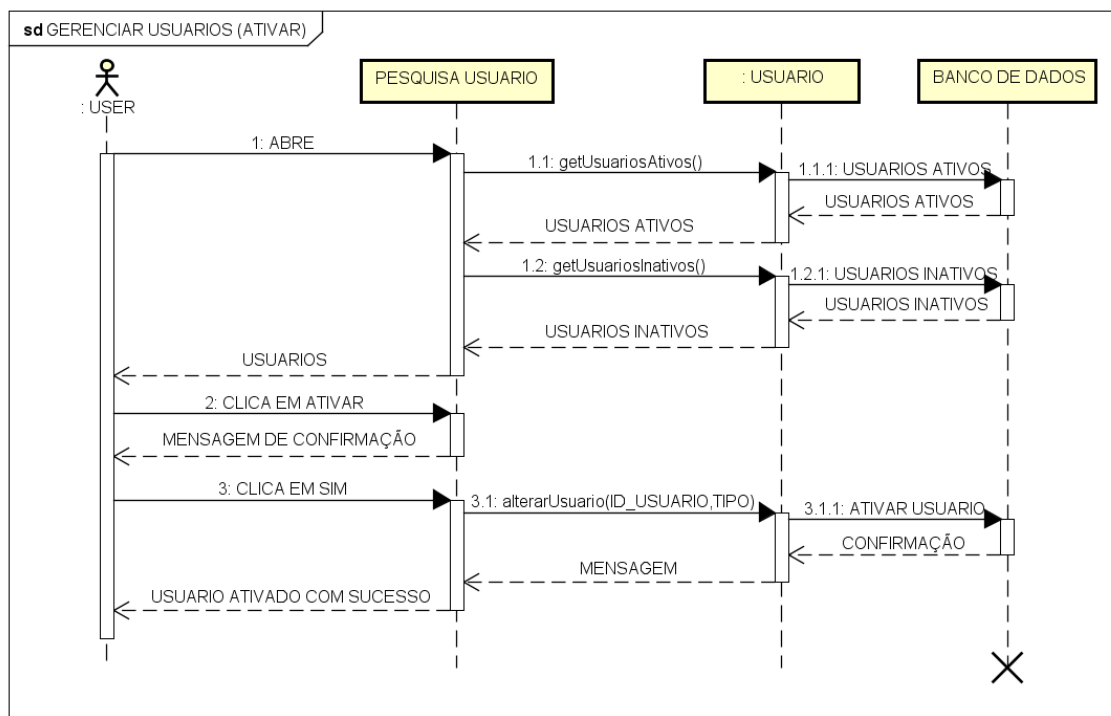 sd GERENCIAR USUARIOS (ATIVAR)
: USER
PESQUISA USUARIO
: USUARIO
BANCO DE DADOS
1: ABRE
1.1: getUsuariosAtivos()
1.1.1: USUARIOS ATIVOS
USUARIOS ATIVOS
USUARIOS ATIVOS
1.2: getUsuariosInativos()
1.2.1: USUARIOS INATIVOS
USUARIOS INATIVOS
USUARIOS INATIVOS
USUARIOS
2: CLICA EM ATIVAR
MENSAGEM DE CONFIRMAÇÃO
3: CLICA EM SIM
3.1: alterarUsuario(ID_USUARIO,TIPO)
3.1.1: ATIVAR USUARIO
CONFIRMAÇÃO
MENSAGEM
USUARIO ATIVADO COM SUCESSO